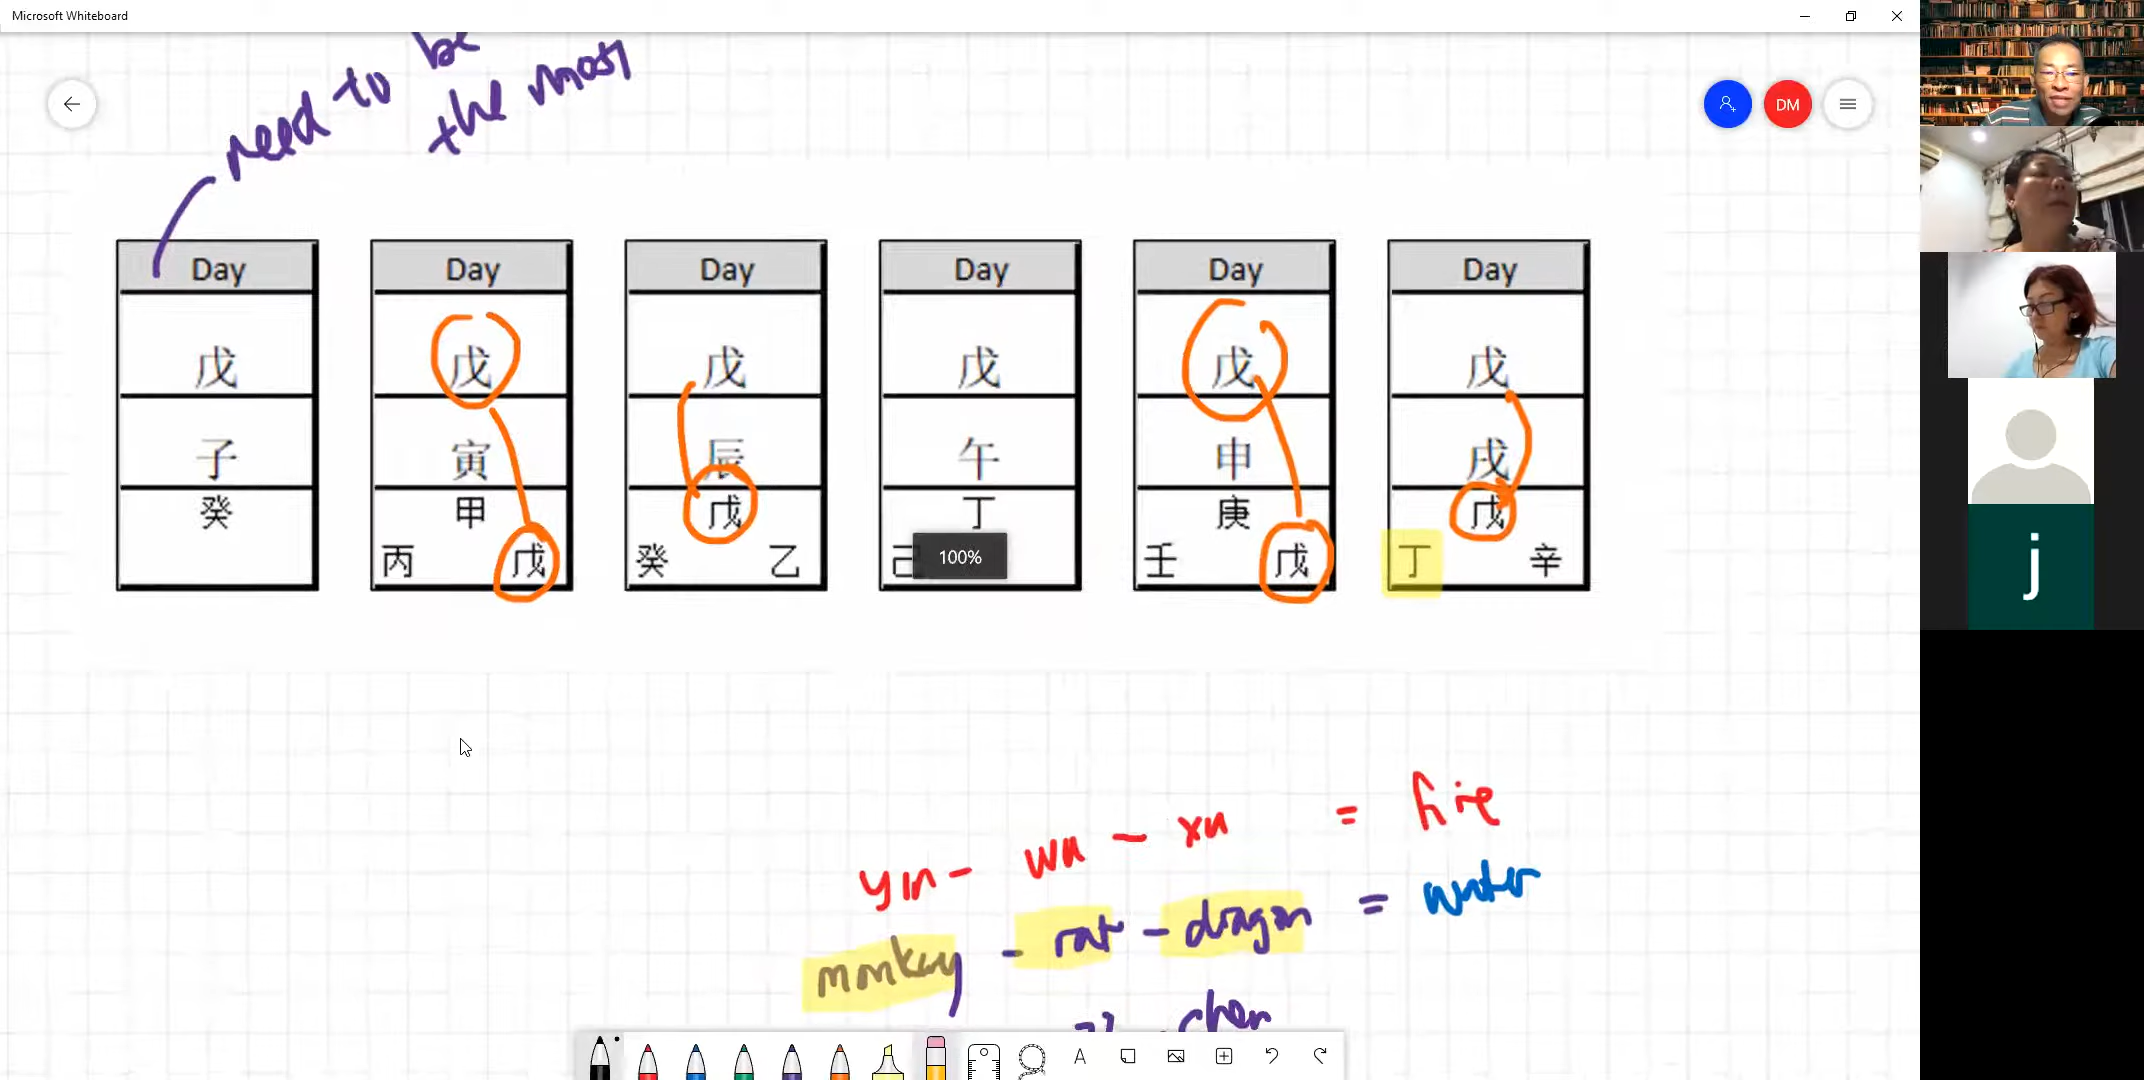 Microsoft Whiteboard
need to be
the most
DM
Day Day Day Day Day Day
戊 戊 戊 戊 戊 戊
子 寅 辰 午 申 戌
癸 甲 戊 丁 庚 戊
丙 戊 癸 乙 己 壬 戊 丁 辛
100%
j
yin - wu - xu = fire
monkey - rat - dragon = water
chen
A